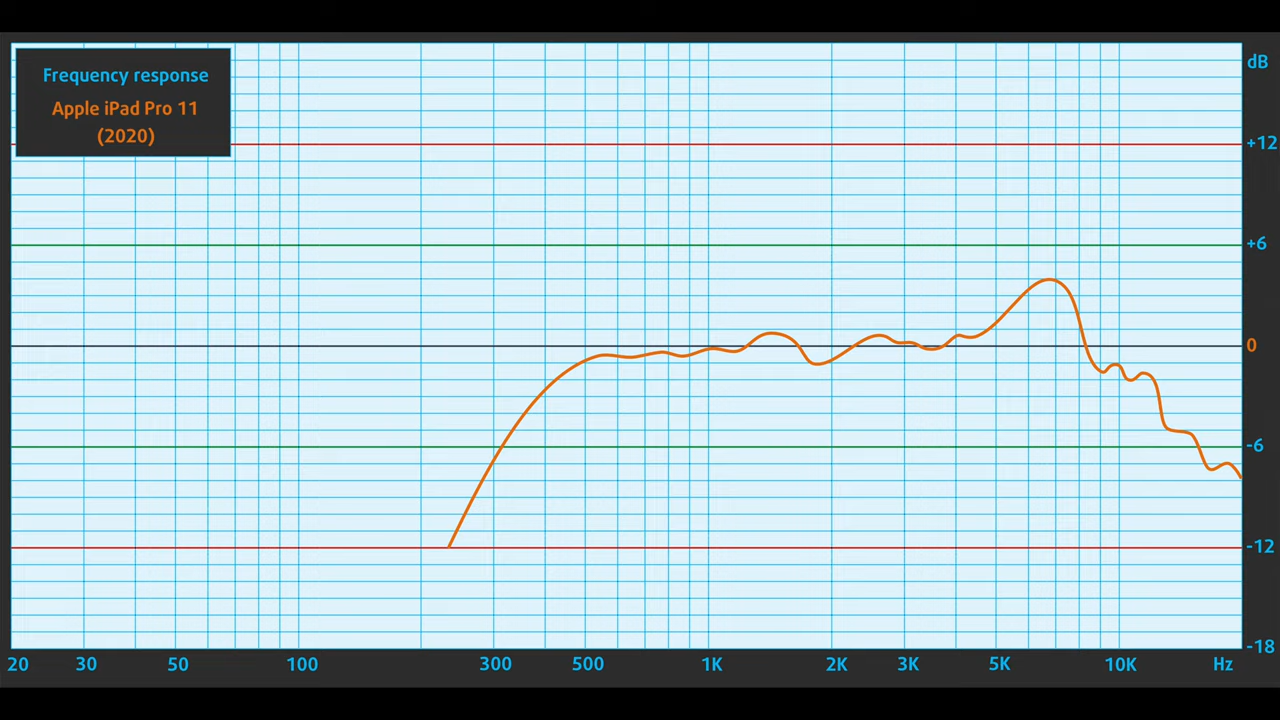 Frequency response
Apple iPad Pro 11
(2020)
dB
+12
+6
0
-6
-12
-18
20 30 50 100 300 500 1K 2K 3K 5K 10K Hz